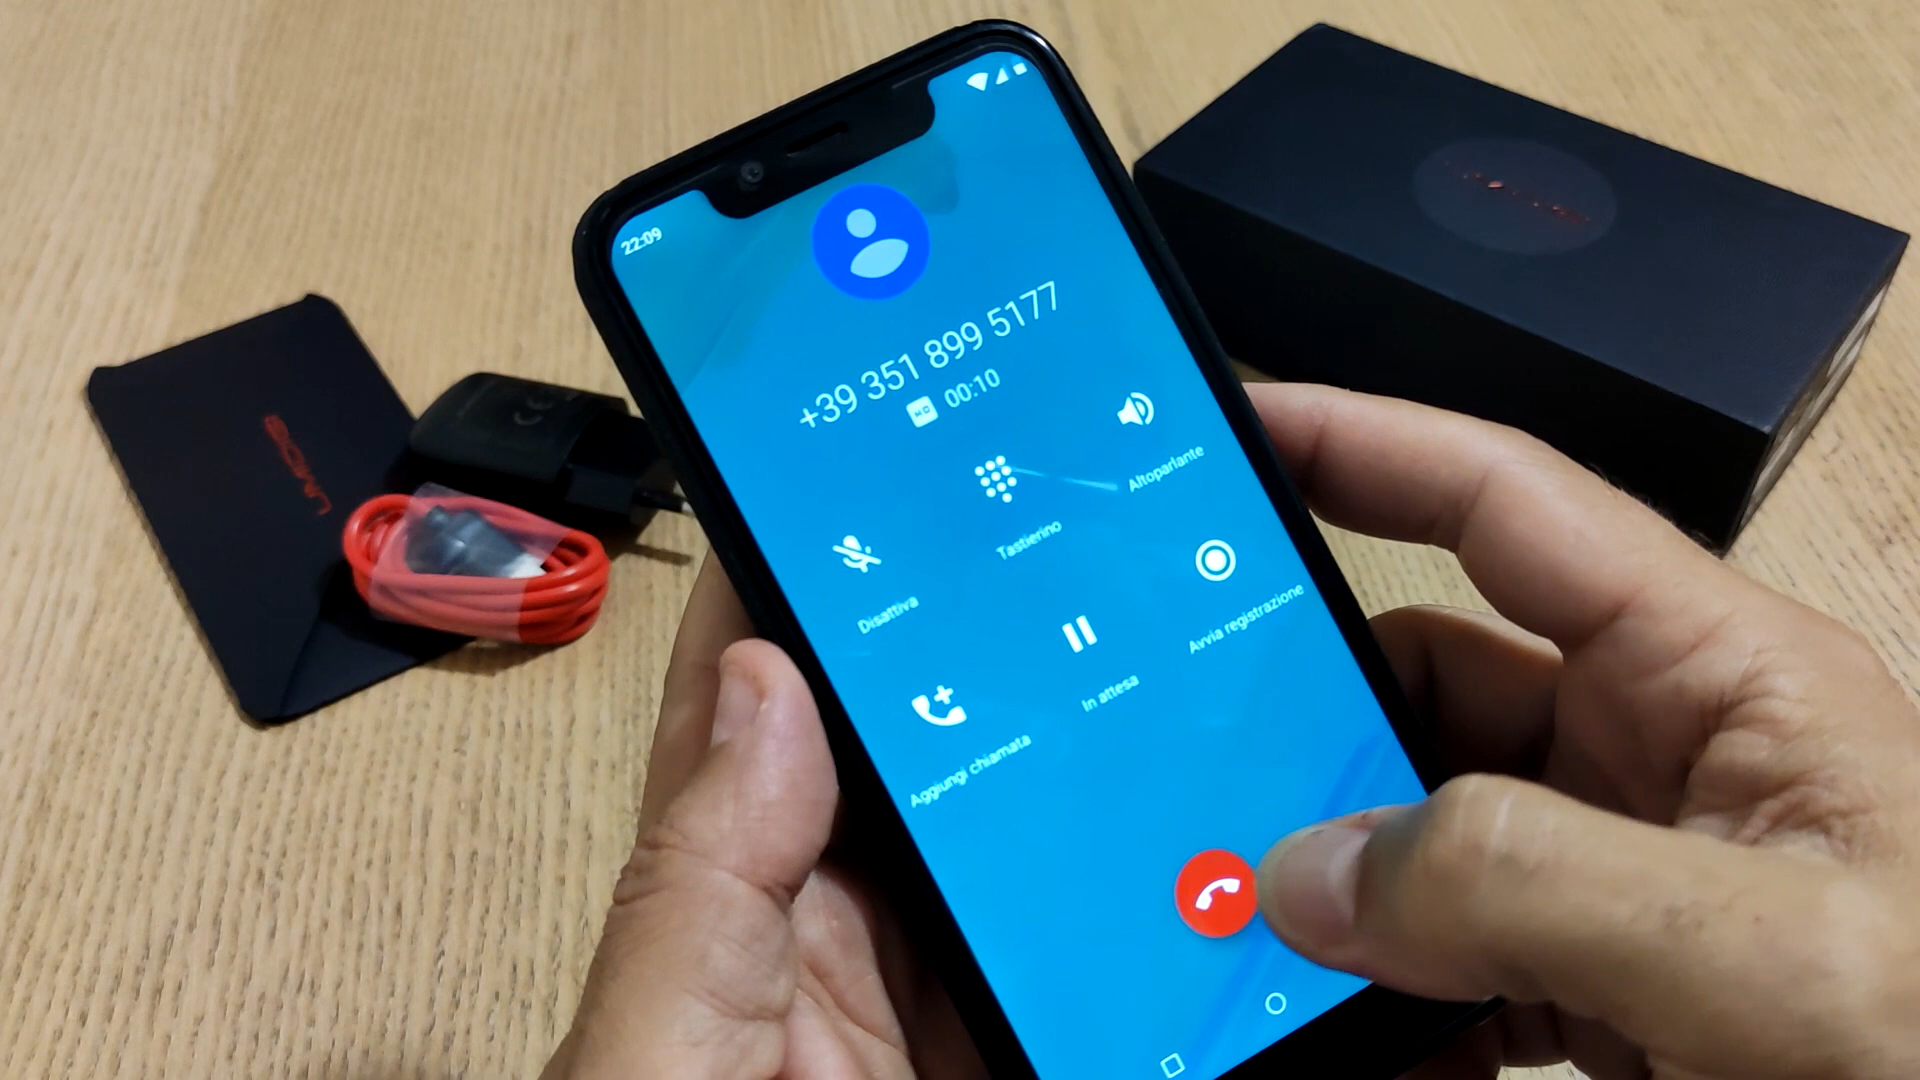 22:09
+39 351 899 5177
HD 00:10
Disattiva
Tastierino
Altoparlante
Aggiungi chiamata
In attesa
Avvia registrazione
UMIDIGI
CE